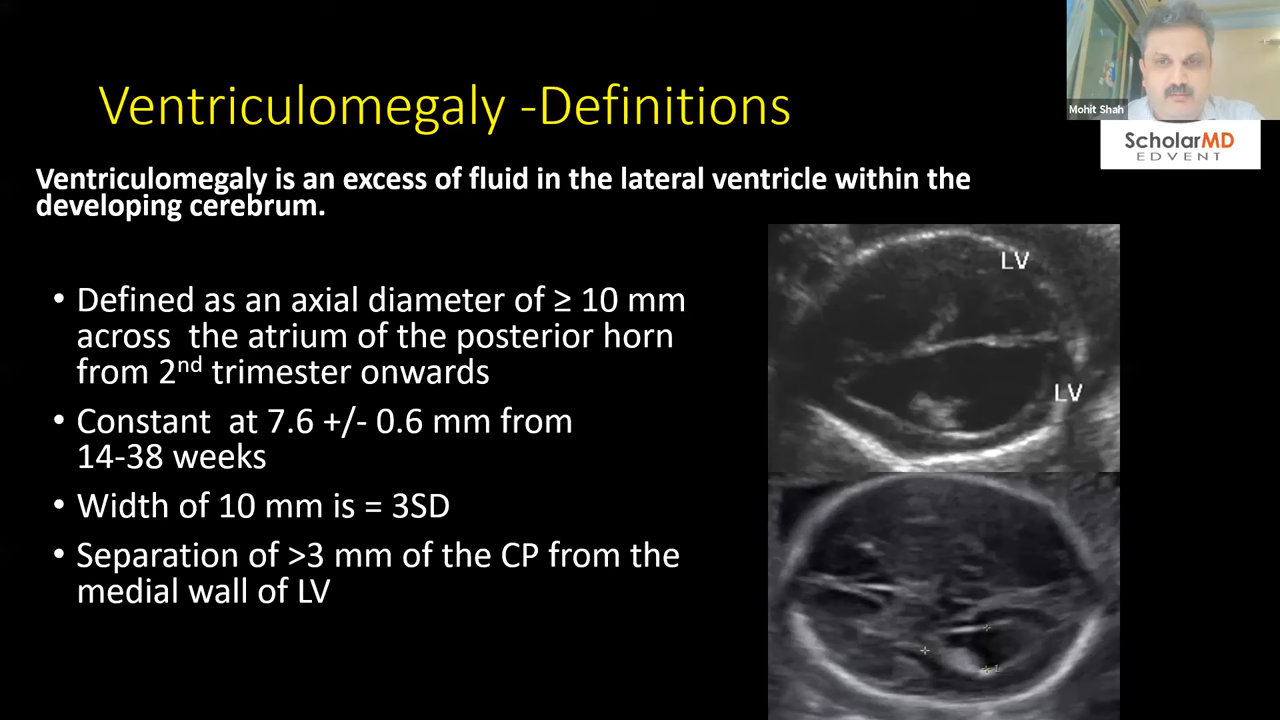 Ventriculomegaly -Definitions
Mohit Shah
ScholarMD
EDVENT
Ventriculomegaly is an excess of fluid in the lateral ventricle within the
developing cerebrum.
• Defined as an axial diameter of ≥ 10 mm
across the atrium of the posterior horn
from 2nd trimester onwards
• Constant at 7.6 +/- 0.6 mm from
14-38 weeks
• Width of 10 mm is = 3SD
• Separation of >3 mm of the CP from the
medial wall of LV
LV
LV
1